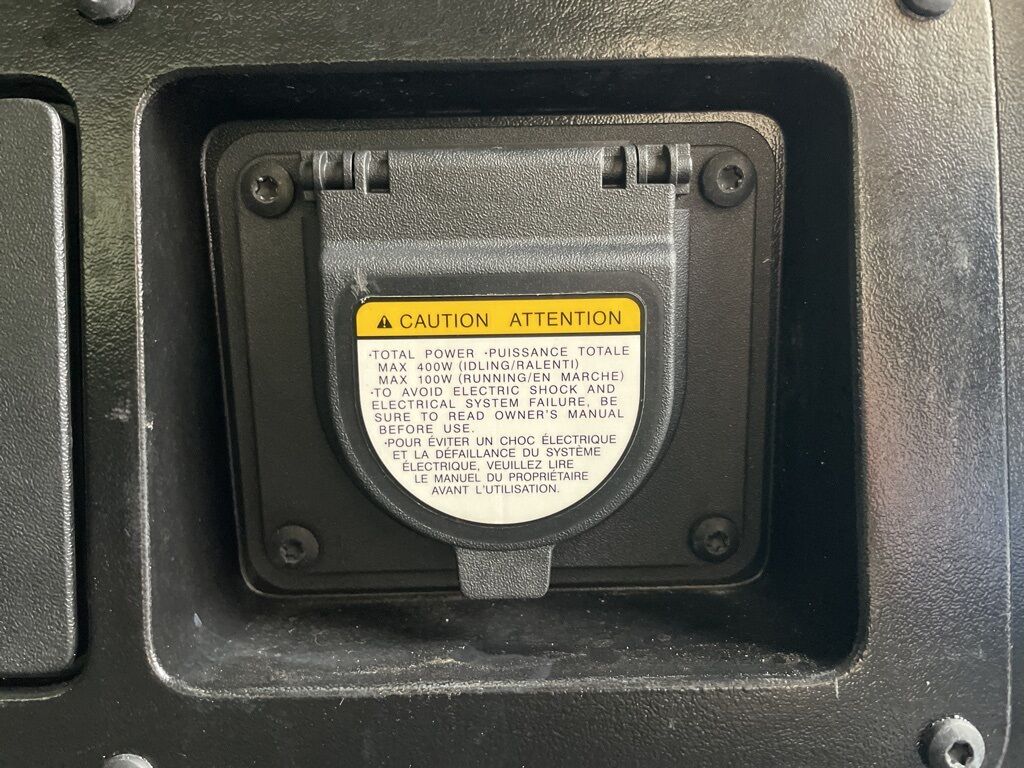 ⚠ CAUTION ATTENTION
·TOTAL POWER ·PUISSANCE TOTALE
MAX 400W (IDLING/RALENTI)
MAX 100W (RUNNING/EN MARCHE)
·TO AVOID ELECTRIC SHOCK AND
ELECTRICAL SYSTEM FAILURE, BE
SURE TO READ OWNER'S MANUAL
BEFORE USE.
·POUR ÉVITER UN CHOC ÉLECTRIQUE
ET LA DÉFAILLANCE DU SYSTÈME
ÉLECTRIQUE, VEUILLEZ LIRE
LE MANUEL DU PROPRIÉTAIRE
AVANT L'UTILISATION.